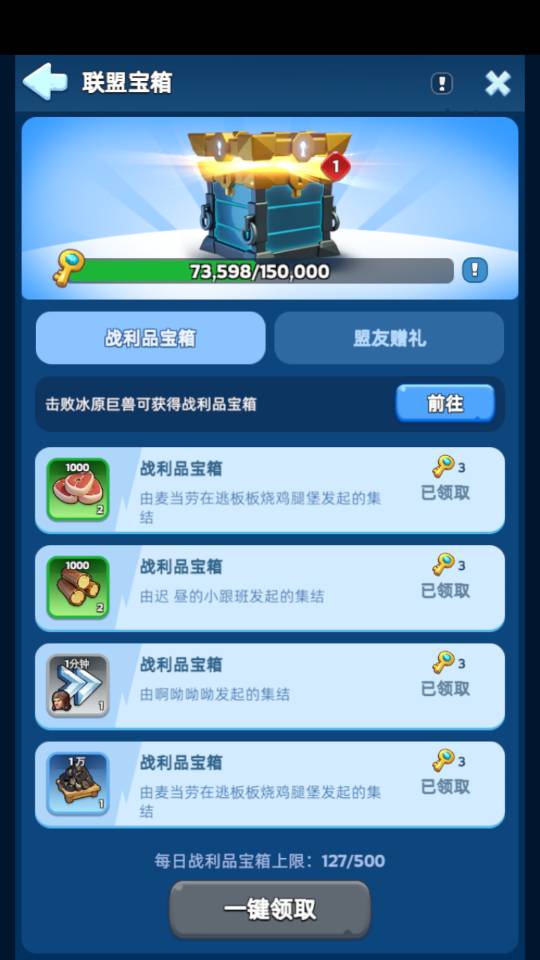 联盟宝箱
1
73,598/150,000
战利品宝箱
盟友赠礼
击败冰原巨兽可获得战利品宝箱
前往
1000
2
战利品宝箱
由麦当劳在逃板板烧鸡腿堡发起的集
结
3
已领取
1000
2
战利品宝箱
由迟 昼的小跟班发起的集结
3
已领取
1分钟
1
战利品宝箱
由啊呦呦呦发起的集结
3
已领取
1万
1
战利品宝箱
由麦当劳在逃板板烧鸡腿堡发起的集
结
3
已领取
每日战利品宝箱上限：127/500
一键领取